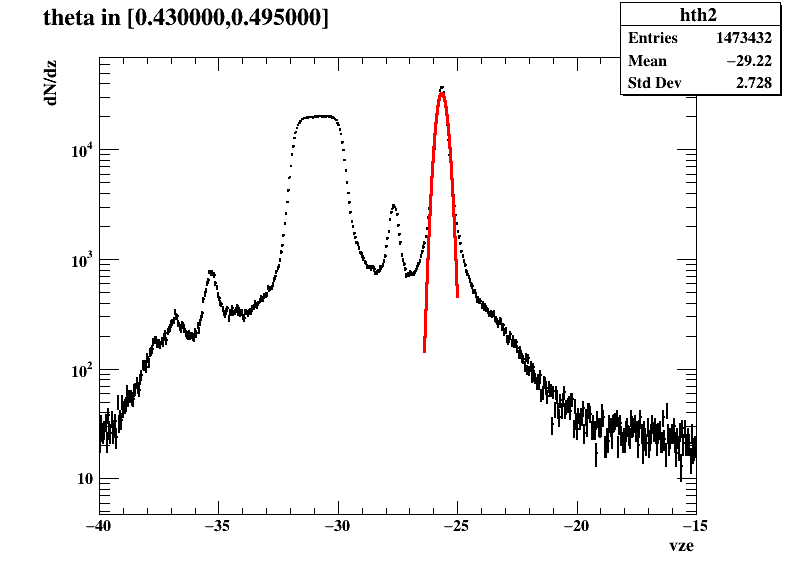 theta in [0.430000,0.495000]
hth2
Entries 1473432
Mean −29.22
Std Dev 2.728
dN/dz
10⁴
10³
10²
10
−40 −35 −30 −25 −20 −15
vze